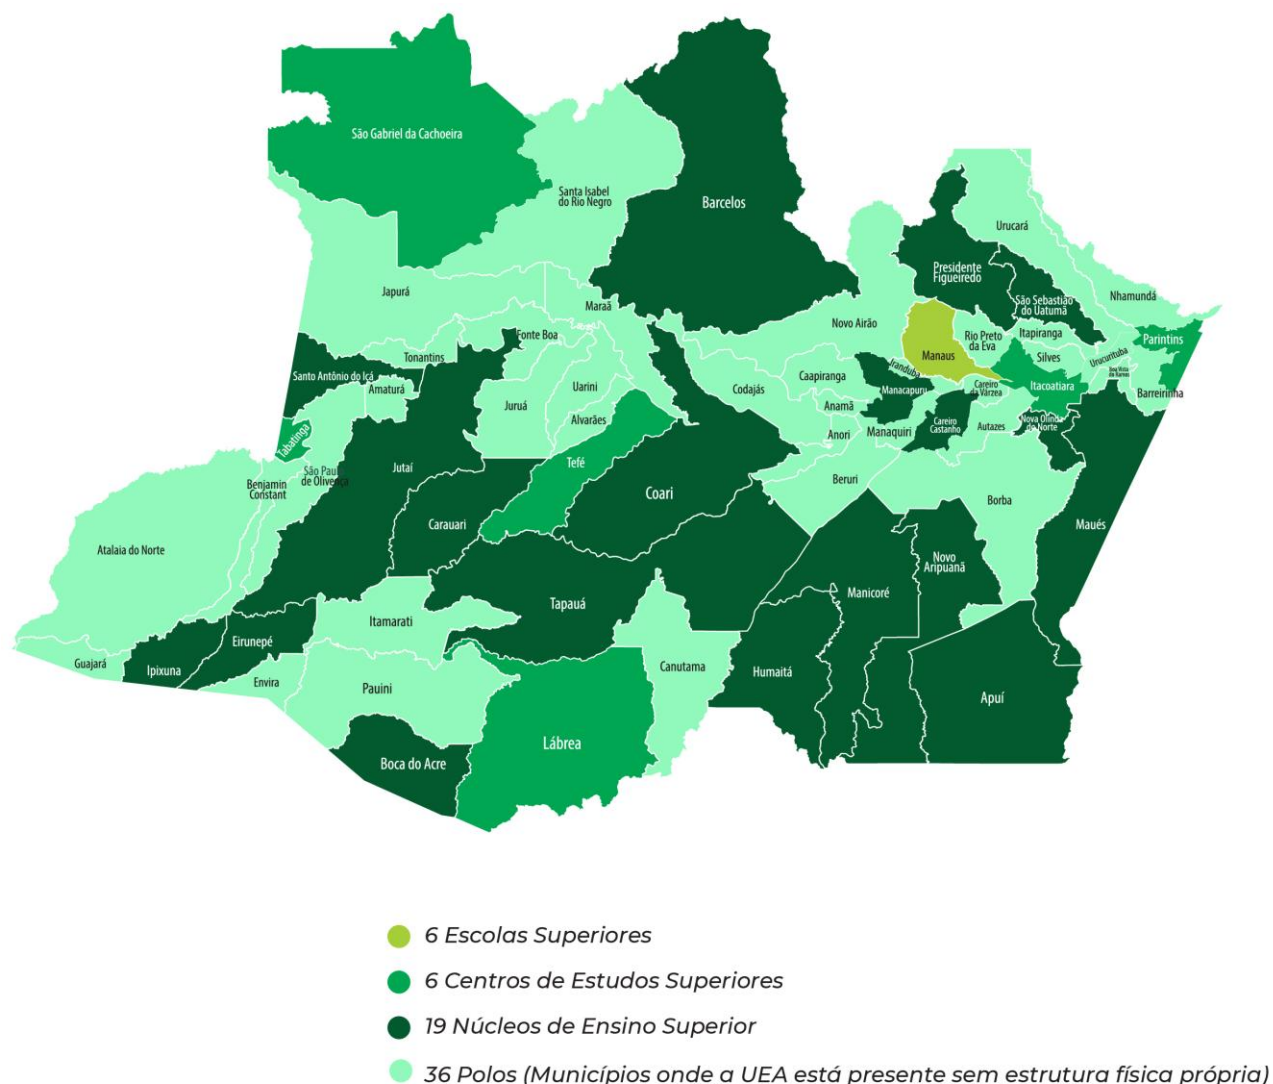 São Gabriel da Cachoeira
Santa Isabel
do Rio Negro
Barcelos
Urucará
Presidente
Figueiredo
Nhamundá
Japurá
Maraã
São Sebastião
do Uatumã
Novo Airão
Rio Preto
da Eva
Itapiranga
Parintins
Fonte Boa
Tonantins
Manaus
Silves
Urucurituba
Boa Vista
do Ramos
Iranduba
Santo Antônio do Içá
Amaturá
Uarini
Juruá
Alvarães
Codajás
Caapiranga
Manacapuru
Careiro
da Várzea
Itacoatiara
Barreirinha
Anamã
Anori
Manaquiri
Careiro
Castanho
Autazes
Nova Olinda
do Norte
Tabatinga
São Paul
de Olivença
Jutaí
Tefé
Benjamin
Constant
Coari
Beruri
Borba
Carauari
Maués
Atalaia do Norte
Novo
Aripuanã
Manicoré
Tapauá
Itamarati
Eirunepé
Guajará
Ipixuna
Envira
Pauini
Canutama
Humaitá
Apuí
Lábrea
Boca do Acre
6 Escolas Superiores
6 Centros de Estudos Superiores
19 Núcleos de Ensino Superior
36 Polos (Municípios onde a UEA está presente sem estrutura física própria)